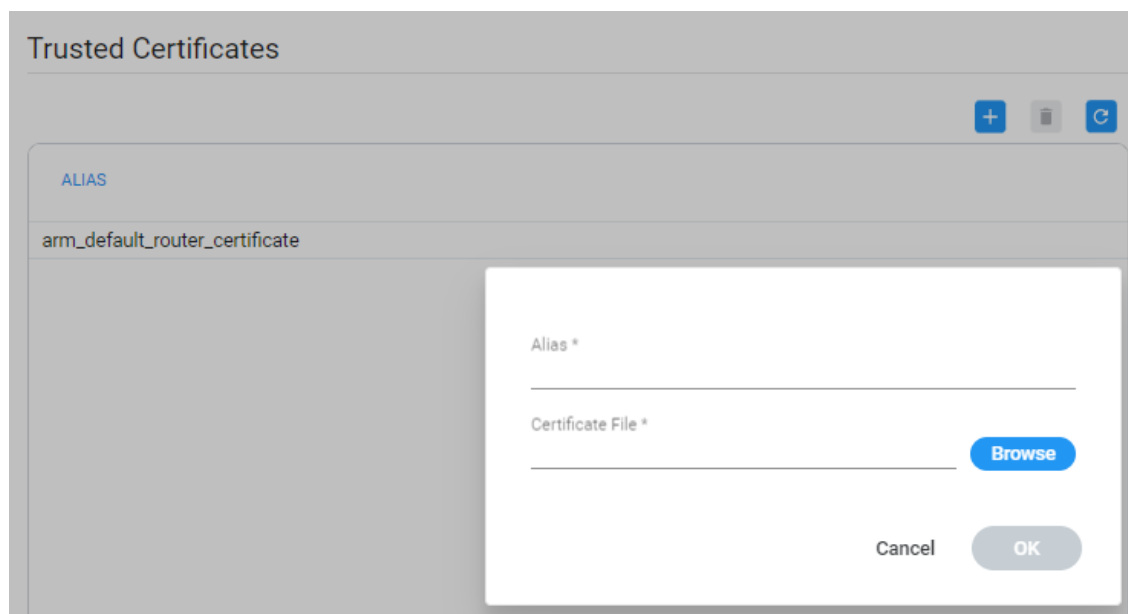 Trusted Certificates
ALIAS
arm_default_router_certificate
Alias *
Certificate File *
Browse
Cancel
OK